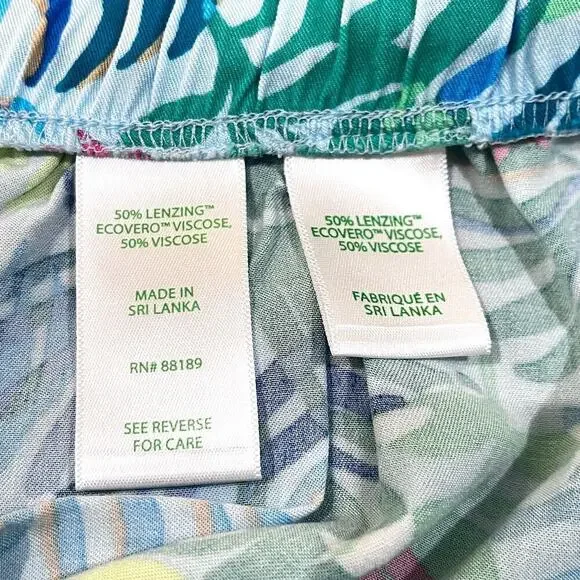 50% LENZING™
ECOVERO™ VISCOSE,
50% VISCOSE
MADE IN
SRI LANKA
RN# 88189
SEE REVERSE
FOR CARE
50% LENZING™
ECOVERO™ VISCOSE,
50% VISCOSE
FABRIQUÉ EN
SRI LANKA